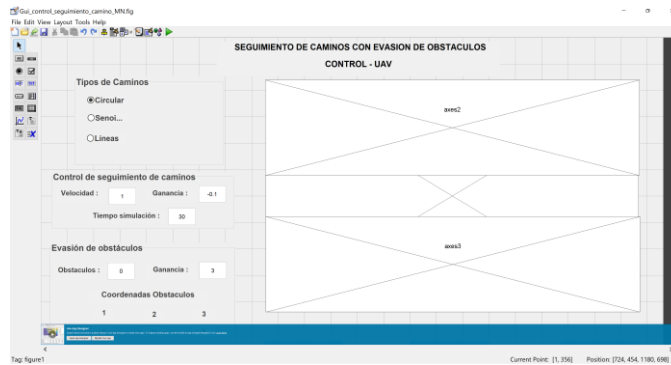 Gui_control_seguimiento_camino_MN.fig
File Edit View Layout Tools Help
SEGUIMIENTO DE CAMINOS CON EVASION DE OBSTACULOS
CONTROL - UAV
Tipos de Caminos
Circular
Senoi...
Lineas
axes2
Control de seguimiento de caminos
Velocidad : 1 Ganancia : -0.1
Tiempo simulación : 30
axes3
Evasión de obstáculos
Obstaculos : 0 Ganancia : 3
Coordenadas Obstaculos
1 2 3
Tag: figure1 Current Point: [1, 356] Position: [724, 454, 1180, 698]